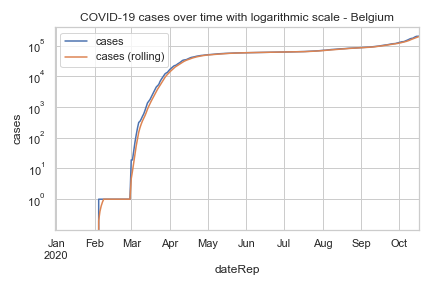 COVID-19 cases over time with logarithmic scale - Belgium
cases
cases (rolling)
10^5
10^4
10^3
10^2
10^1
10^0
cases
Jan Feb Mar Apr May Jun Jul Aug Sep Oct
2020
dateRep